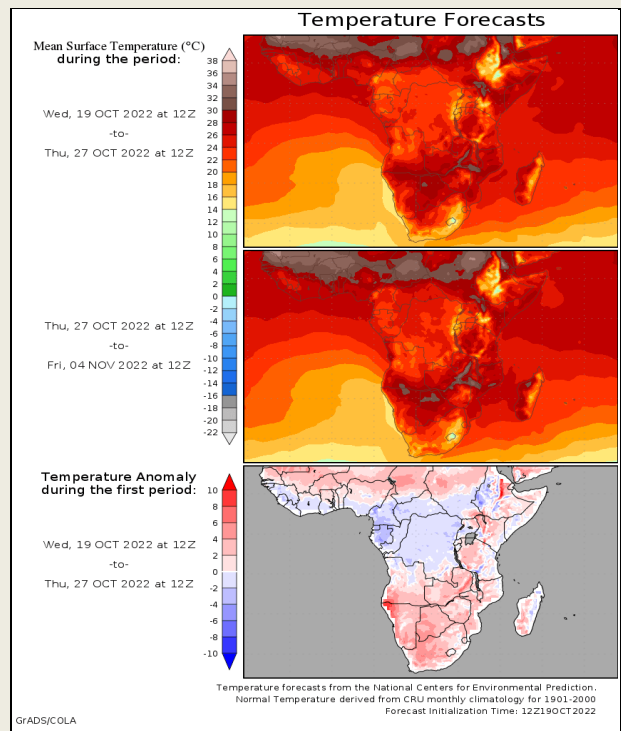 Temperature Forecasts
Mean Surface Temperature (°C)
during the period:
Wed, 19 OCT 2022 at 12Z
-to-
Thu, 27 OCT 2022 at 12Z
38
36
34
32
30
28
26
24
22
20
18
16
14
12
10
8
6
4
2
0
-2
-4
-6
-8
-10
-12
-14
-16
-18
-20
-22
Thu, 27 OCT 2022 at 12Z
-to-
Fri, 04 NOV 2022 at 12Z
Temperature Anomaly
during the first period:
Wed, 19 OCT 2022 at 12Z
-to-
Thu, 27 OCT 2022 at 12Z
10
8
6
4
2
0
-2
-4
-6
-8
-10
Temperature forecasts from the National Centers for Environmental Prediction.
Normal Temperature derived from CRU monthly climatology for 1901-2000
Forecast Initialization Time: 12Z19OCT2022
GrADS/COLA